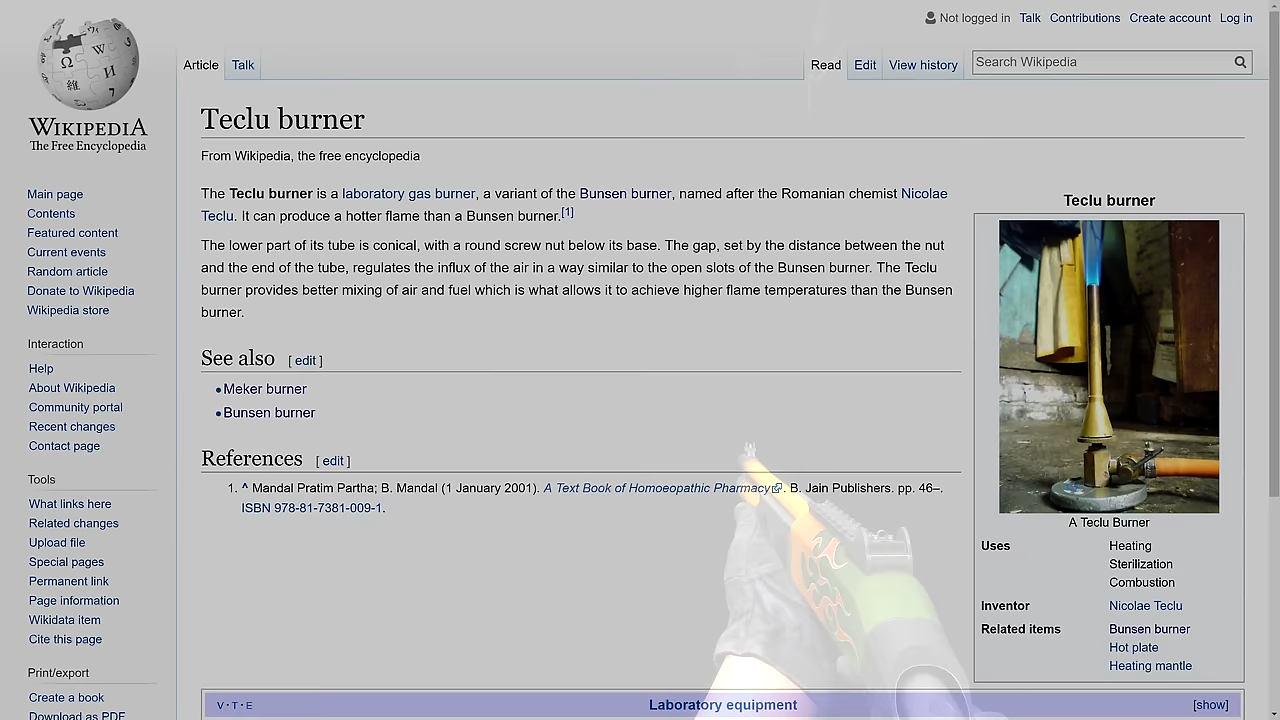 Not logged in Talk Contributions Create account Log in
Article Talk Read Edit View history Search Wikipedia
WIKIPEDIA
The Free Encyclopedia
Main page
Contents
Featured content
Current events
Random article
Donate to Wikipedia
Wikipedia store
Interaction
Help
About Wikipedia
Community portal
Recent changes
Contact page
Tools
What links here
Related changes
Upload file
Special pages
Permanent link
Page information
Wikidata item
Cite this page
Print/export
Create a book
Download as PDF
Teclu burner
From Wikipedia, the free encyclopedia
The Teclu burner is a laboratory gas burner, a variant of the Bunsen burner, named after the Romanian chemist Nicolae
Teclu. It can produce a hotter flame than a Bunsen burner.[1]
The lower part of its tube is conical, with a round screw nut below its base. The gap, set by the distance between the nut
and the end of the tube, regulates the influx of the air in a way similar to the open slots of the Bunsen burner. The Teclu
burner provides better mixing of air and fuel which is what allows it to achieve higher flame temperatures than the Bunsen
burner.
See also [ edit ]
• Meker burner
• Bunsen burner
References [ edit ]
1. ^ Mandal Pratim Partha; B. Mandal (1 January 2001). A Text Book of Homoeopathic Pharmacy. B. Jain Publishers. pp. 46–.
ISBN 978-81-7381-009-1.
Teclu burner
A Teclu Burner
Uses Heating
Sterilization
Combustion
Inventor Nicolae Teclu
Related items Bunsen burner
Hot plate
Heating mantle
V · T · E Laboratory equipment [show]